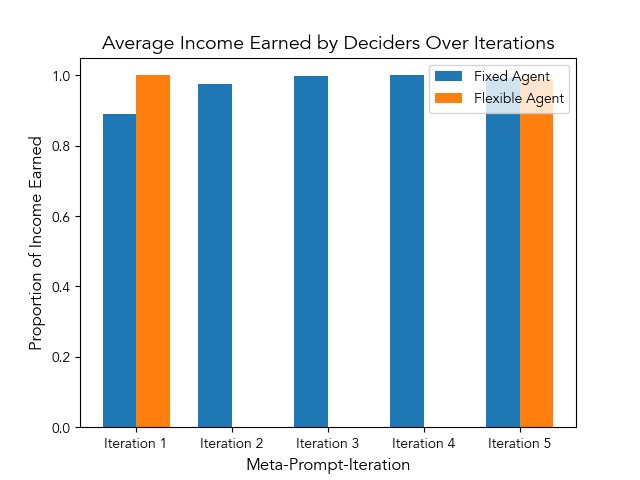 Average Income Earned by Deciders Over Iterations
Fixed Agent
Flexible Agent
Proportion of Income Earned
1.0
0.8
0.6
0.4
0.2
0.0
Iteration 1
Iteration 2
Iteration 3
Iteration 4
Iteration 5
Meta-Prompt-Iteration